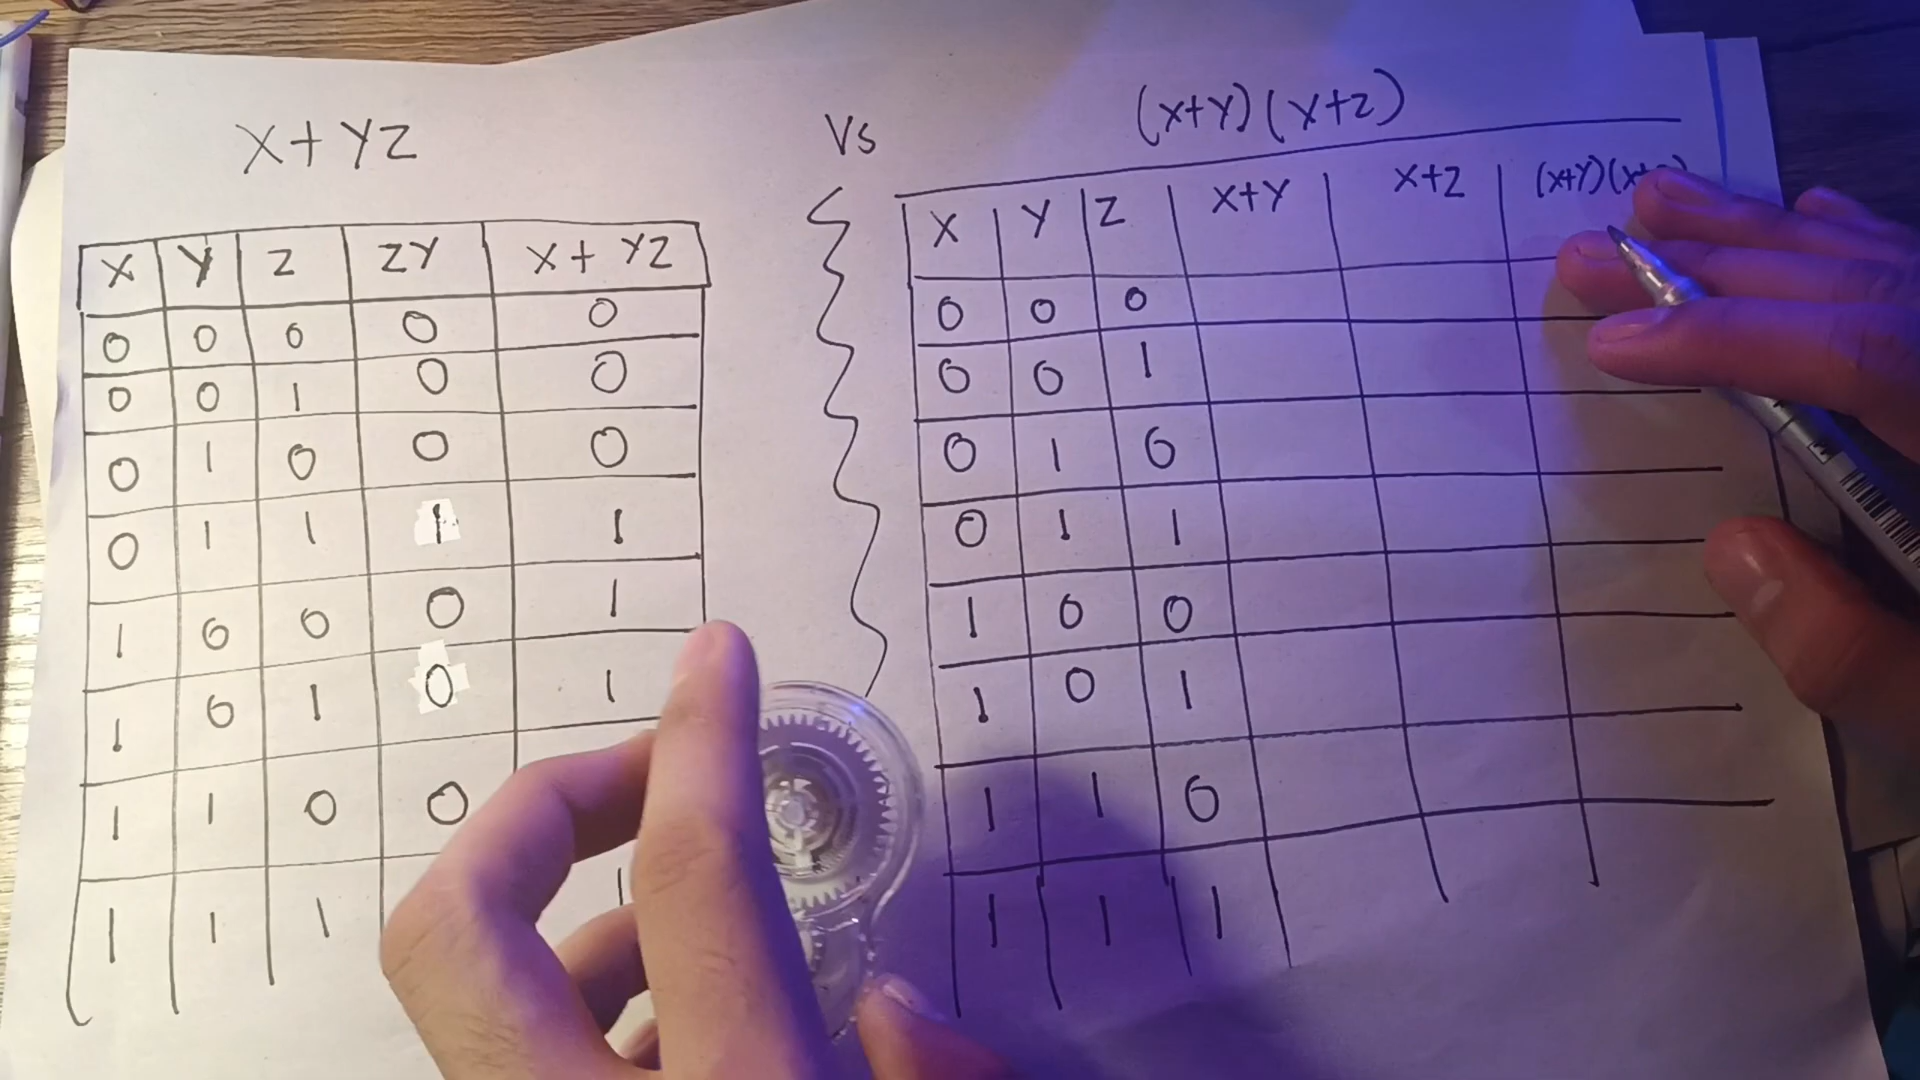 X + YZ
Vs
(X+Y)(X+Z)
X Y Z ZY X + YZ
0 0 0 0 0
0 0 1 0 0
0 1 0 0 0
0 1 1 1 1
1 0 0 0 1
1 0 1 0 1
1 1 0 0
1 1 1 1
X Y Z X+Y X+Z (X+Y)(X+
0 0 0
0 0 1
0 1 0
0 1 1
1 0 0
1 0 1
1 1 0
1 1 1